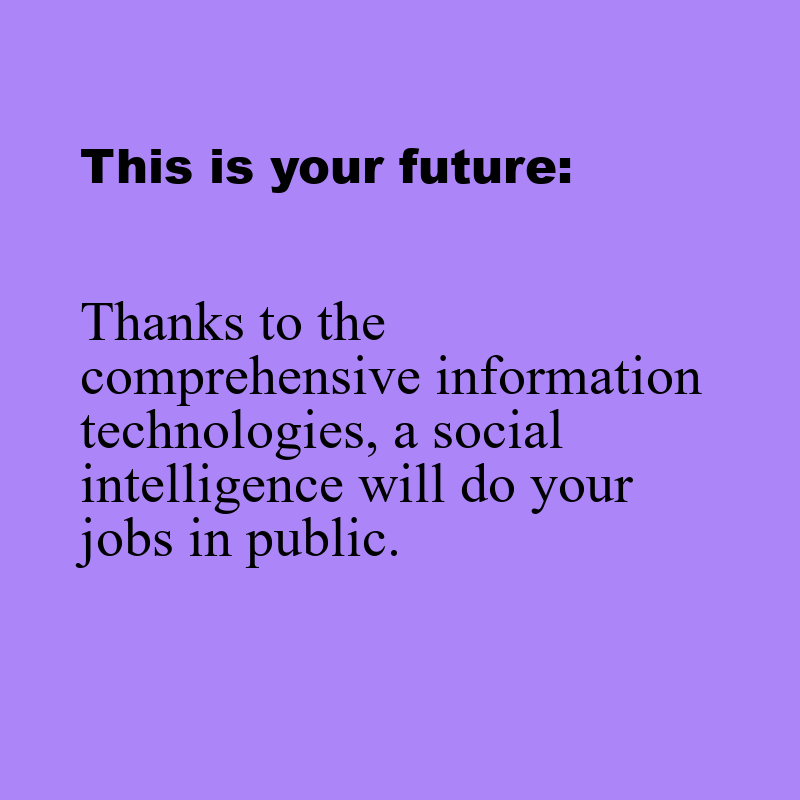 This is your future:
Thanks to the
comprehensive information
technologies, a social
intelligence will do your
jobs in public.